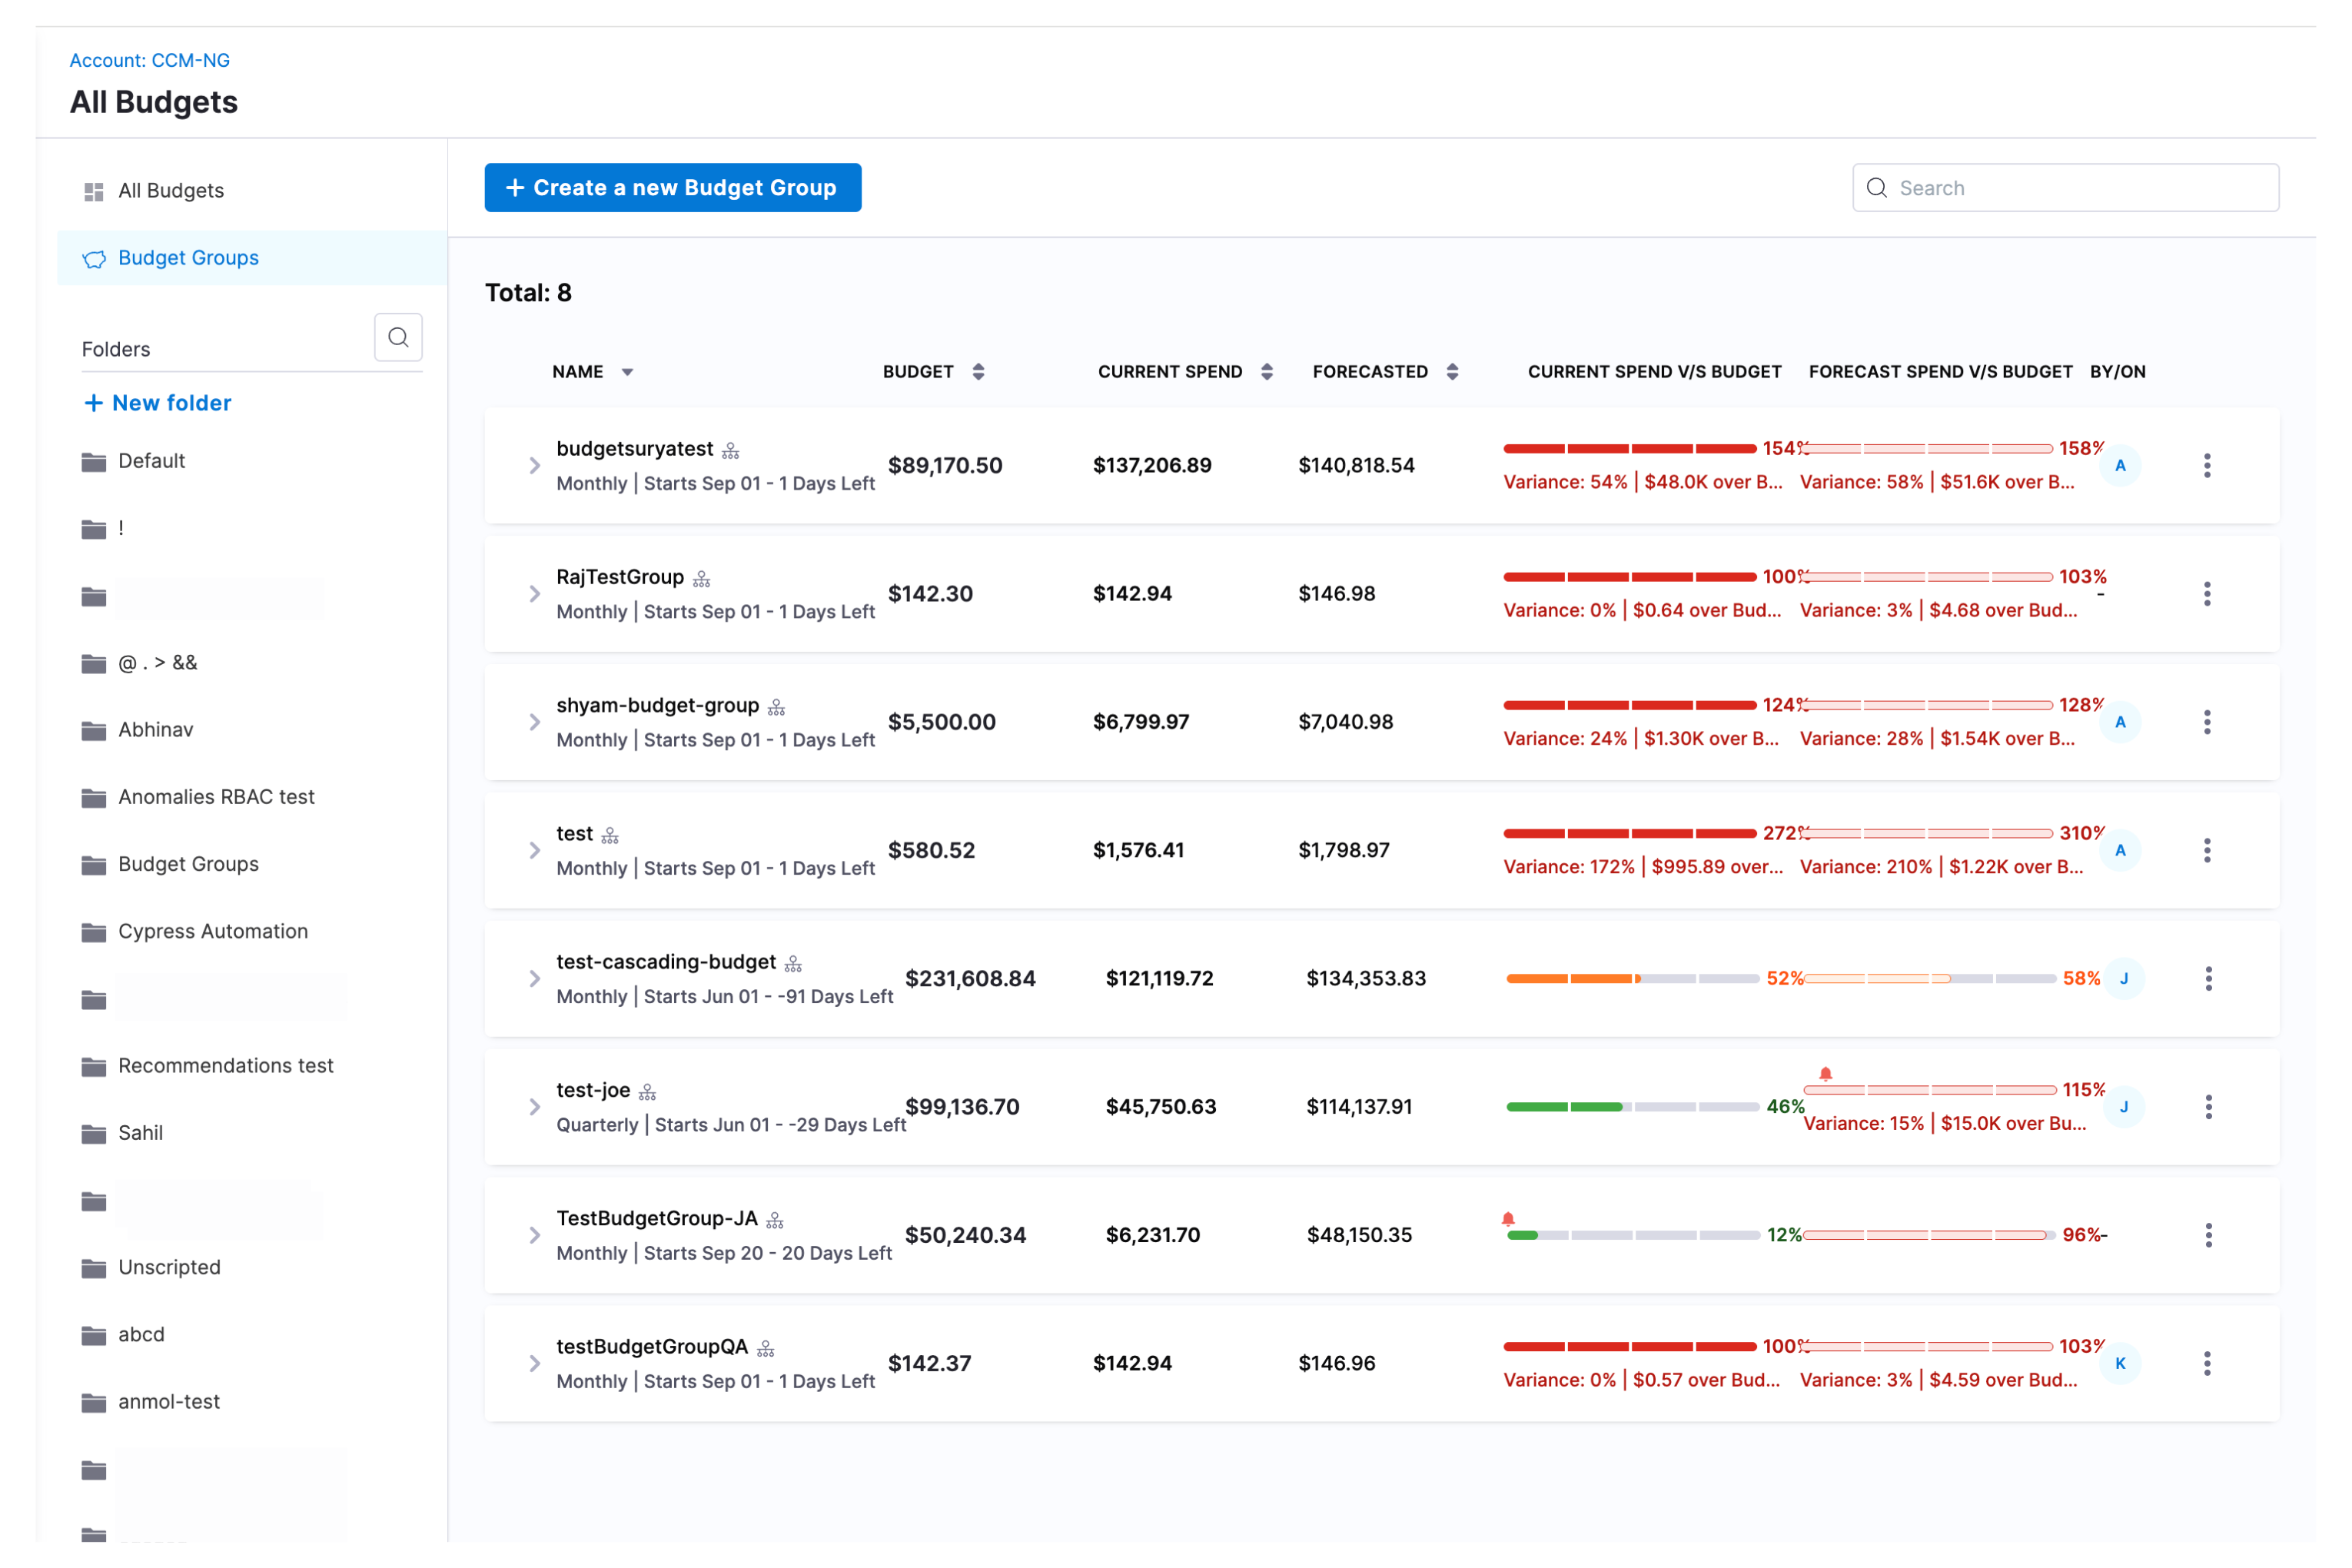 Account: CCM-NG
All Budgets
All Budgets
Budget Groups
Folders
+ New folder
Default
!
@ . > &&
Abhinav
Anomalies RBAC test
Budget Groups
Cypress Automation
Recommendations test
Sahil
Unscripted
abcd
anmol-test
+ Create a new Budget Group
Search
Total: 8
NAME BUDGET CURRENT SPEND FORECASTED CURRENT SPEND V/S BUDGET FORECAST SPEND V/S BUDGET BY/ON
budgetsuryatest
Monthly | Starts Sep 01 - 1 Days Left
$89,170.50 $137,206.89 $140,818.54
154% 158%
Variance: 54% | $48.0K over B... Variance: 58% | $51.6K over B...
A
RajTestGroup
Monthly | Starts Sep 01 - 1 Days Left
$142.30 $142.94 $146.98
100% 103%
Variance: 0% | $0.64 over Bud... Variance: 3% | $4.68 over Bud...
-
shyam-budget-group
Monthly | Starts Sep 01 - 1 Days Left
$5,500.00 $6,799.97 $7,040.98
124% 128%
Variance: 24% | $1.30K over B... Variance: 28% | $1.54K over B...
A
test
Monthly | Starts Sep 01 - 1 Days Left
$580.52 $1,576.41 $1,798.97
272% 310%
Variance: 172% | $995.89 over... Variance: 210% | $1.22K over B...
A
test-cascading-budget
Monthly | Starts Jun 01 - -91 Days Left
$231,608.84 $121,119.72 $134,353.83
52% 58%
J
test-joe
Quarterly | Starts Jun 01 - -29 Days Left
$99,136.70 $45,750.63 $114,137.91
46% 115%
Variance: 15% | $15.0K over Bu...
J
TestBudgetGroup-JA
Monthly | Starts Sep 20 - 20 Days Left
$50,240.34 $6,231.70 $48,150.35
12% 96%
-
testBudgetGroupQA
Monthly | Starts Sep 01 - 1 Days Left
$142.37 $142.94 $146.96
100% 103%
Variance: 0% | $0.57 over Bud... Variance: 3% | $4.59 over Bud...
K